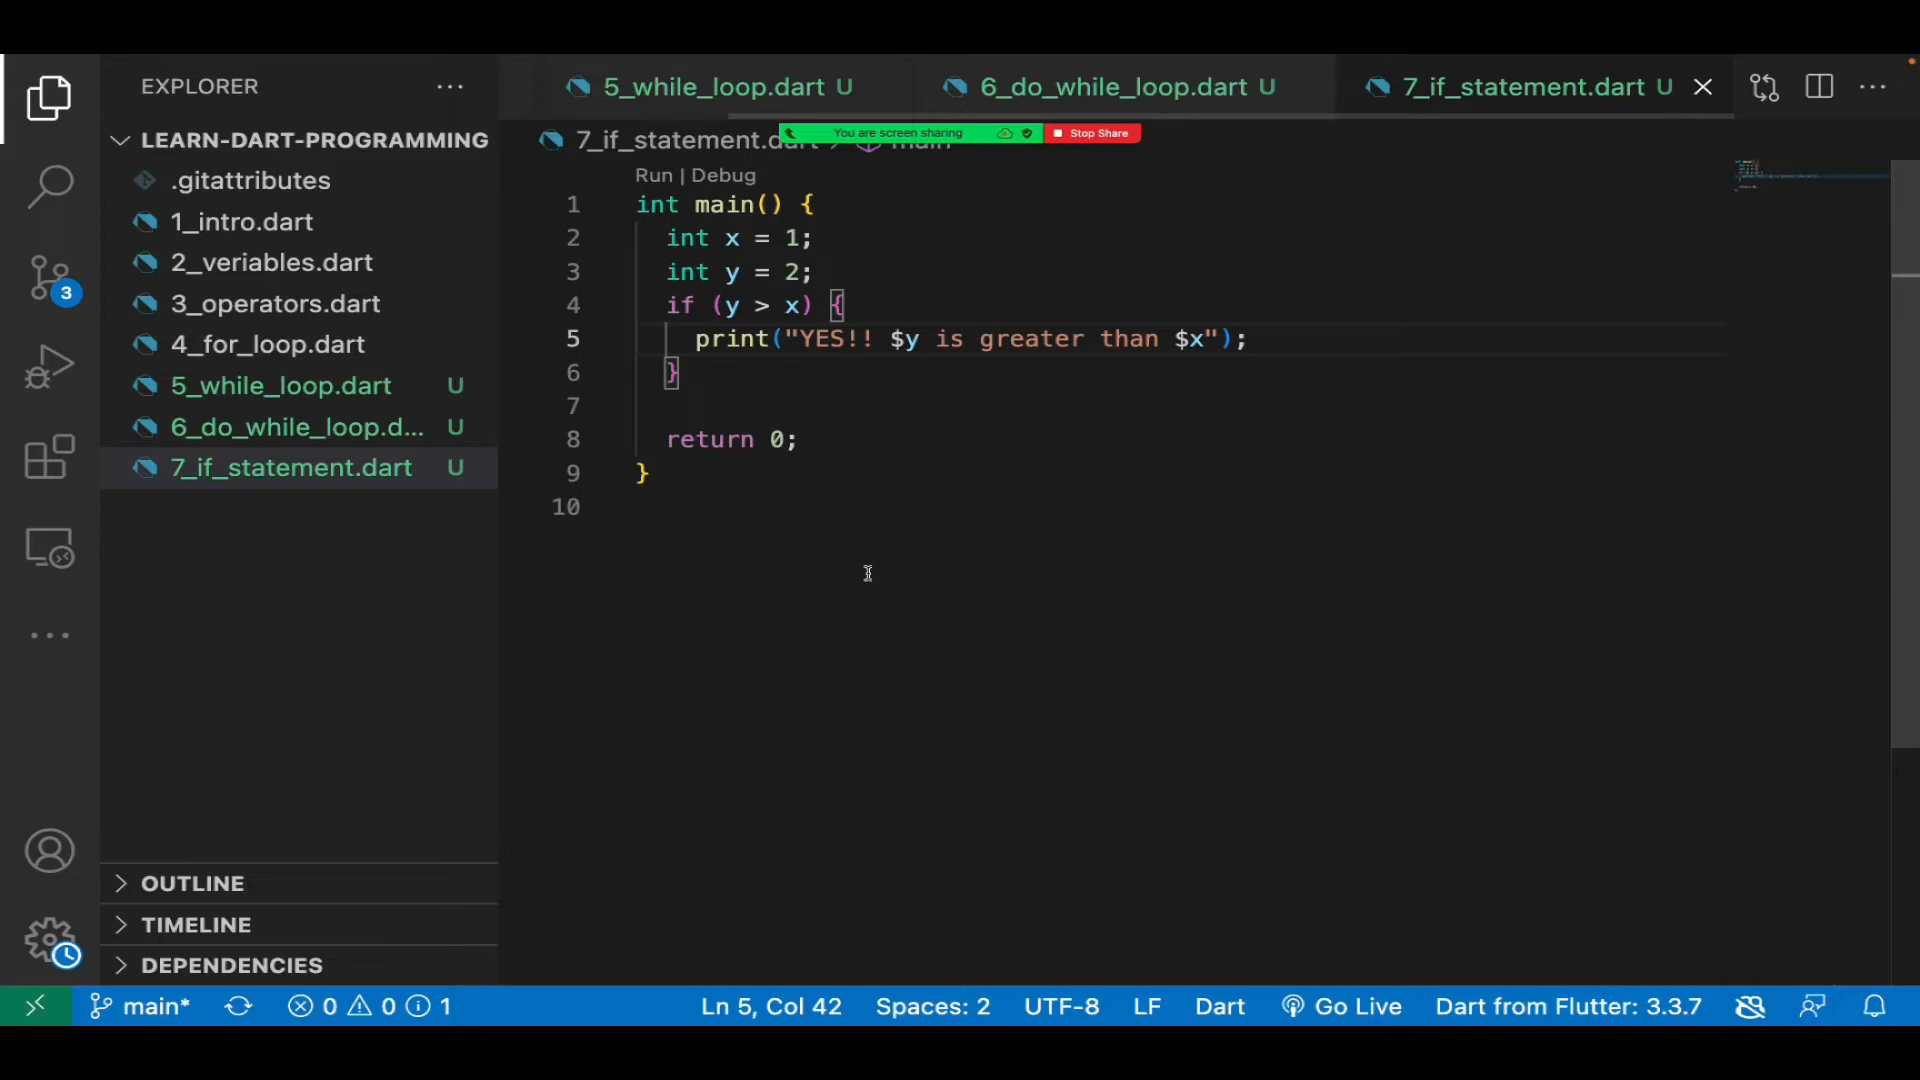 EXPLORER
LEARN-DART-PROGRAMMING
.gitattributes
1_intro.dart
2_veriables.dart
3_operators.dart
4_for_loop.dart
5_while_loop.dart U
6_do_while_loop.d... U
7_if_statement.dart U
OUTLINE
TIMELINE
DEPENDENCIES
3
5_while_loop.dart U
6_do_while_loop.dart U
7_if_statement.dart U
You are screen sharing
Stop Share
7_if_statement.dart > main
Run | Debug
1 int main() {
2 int x = 1;
3 int y = 2;
4 if (y > x) {
5 print("YES!! $y is greater than $x");
6 }
7
8 return 0;
9 }
10
main* 0 0 1 Ln 5, Col 42 Spaces: 2 UTF-8 LF Dart Go Live Dart from Flutter: 3.3.7